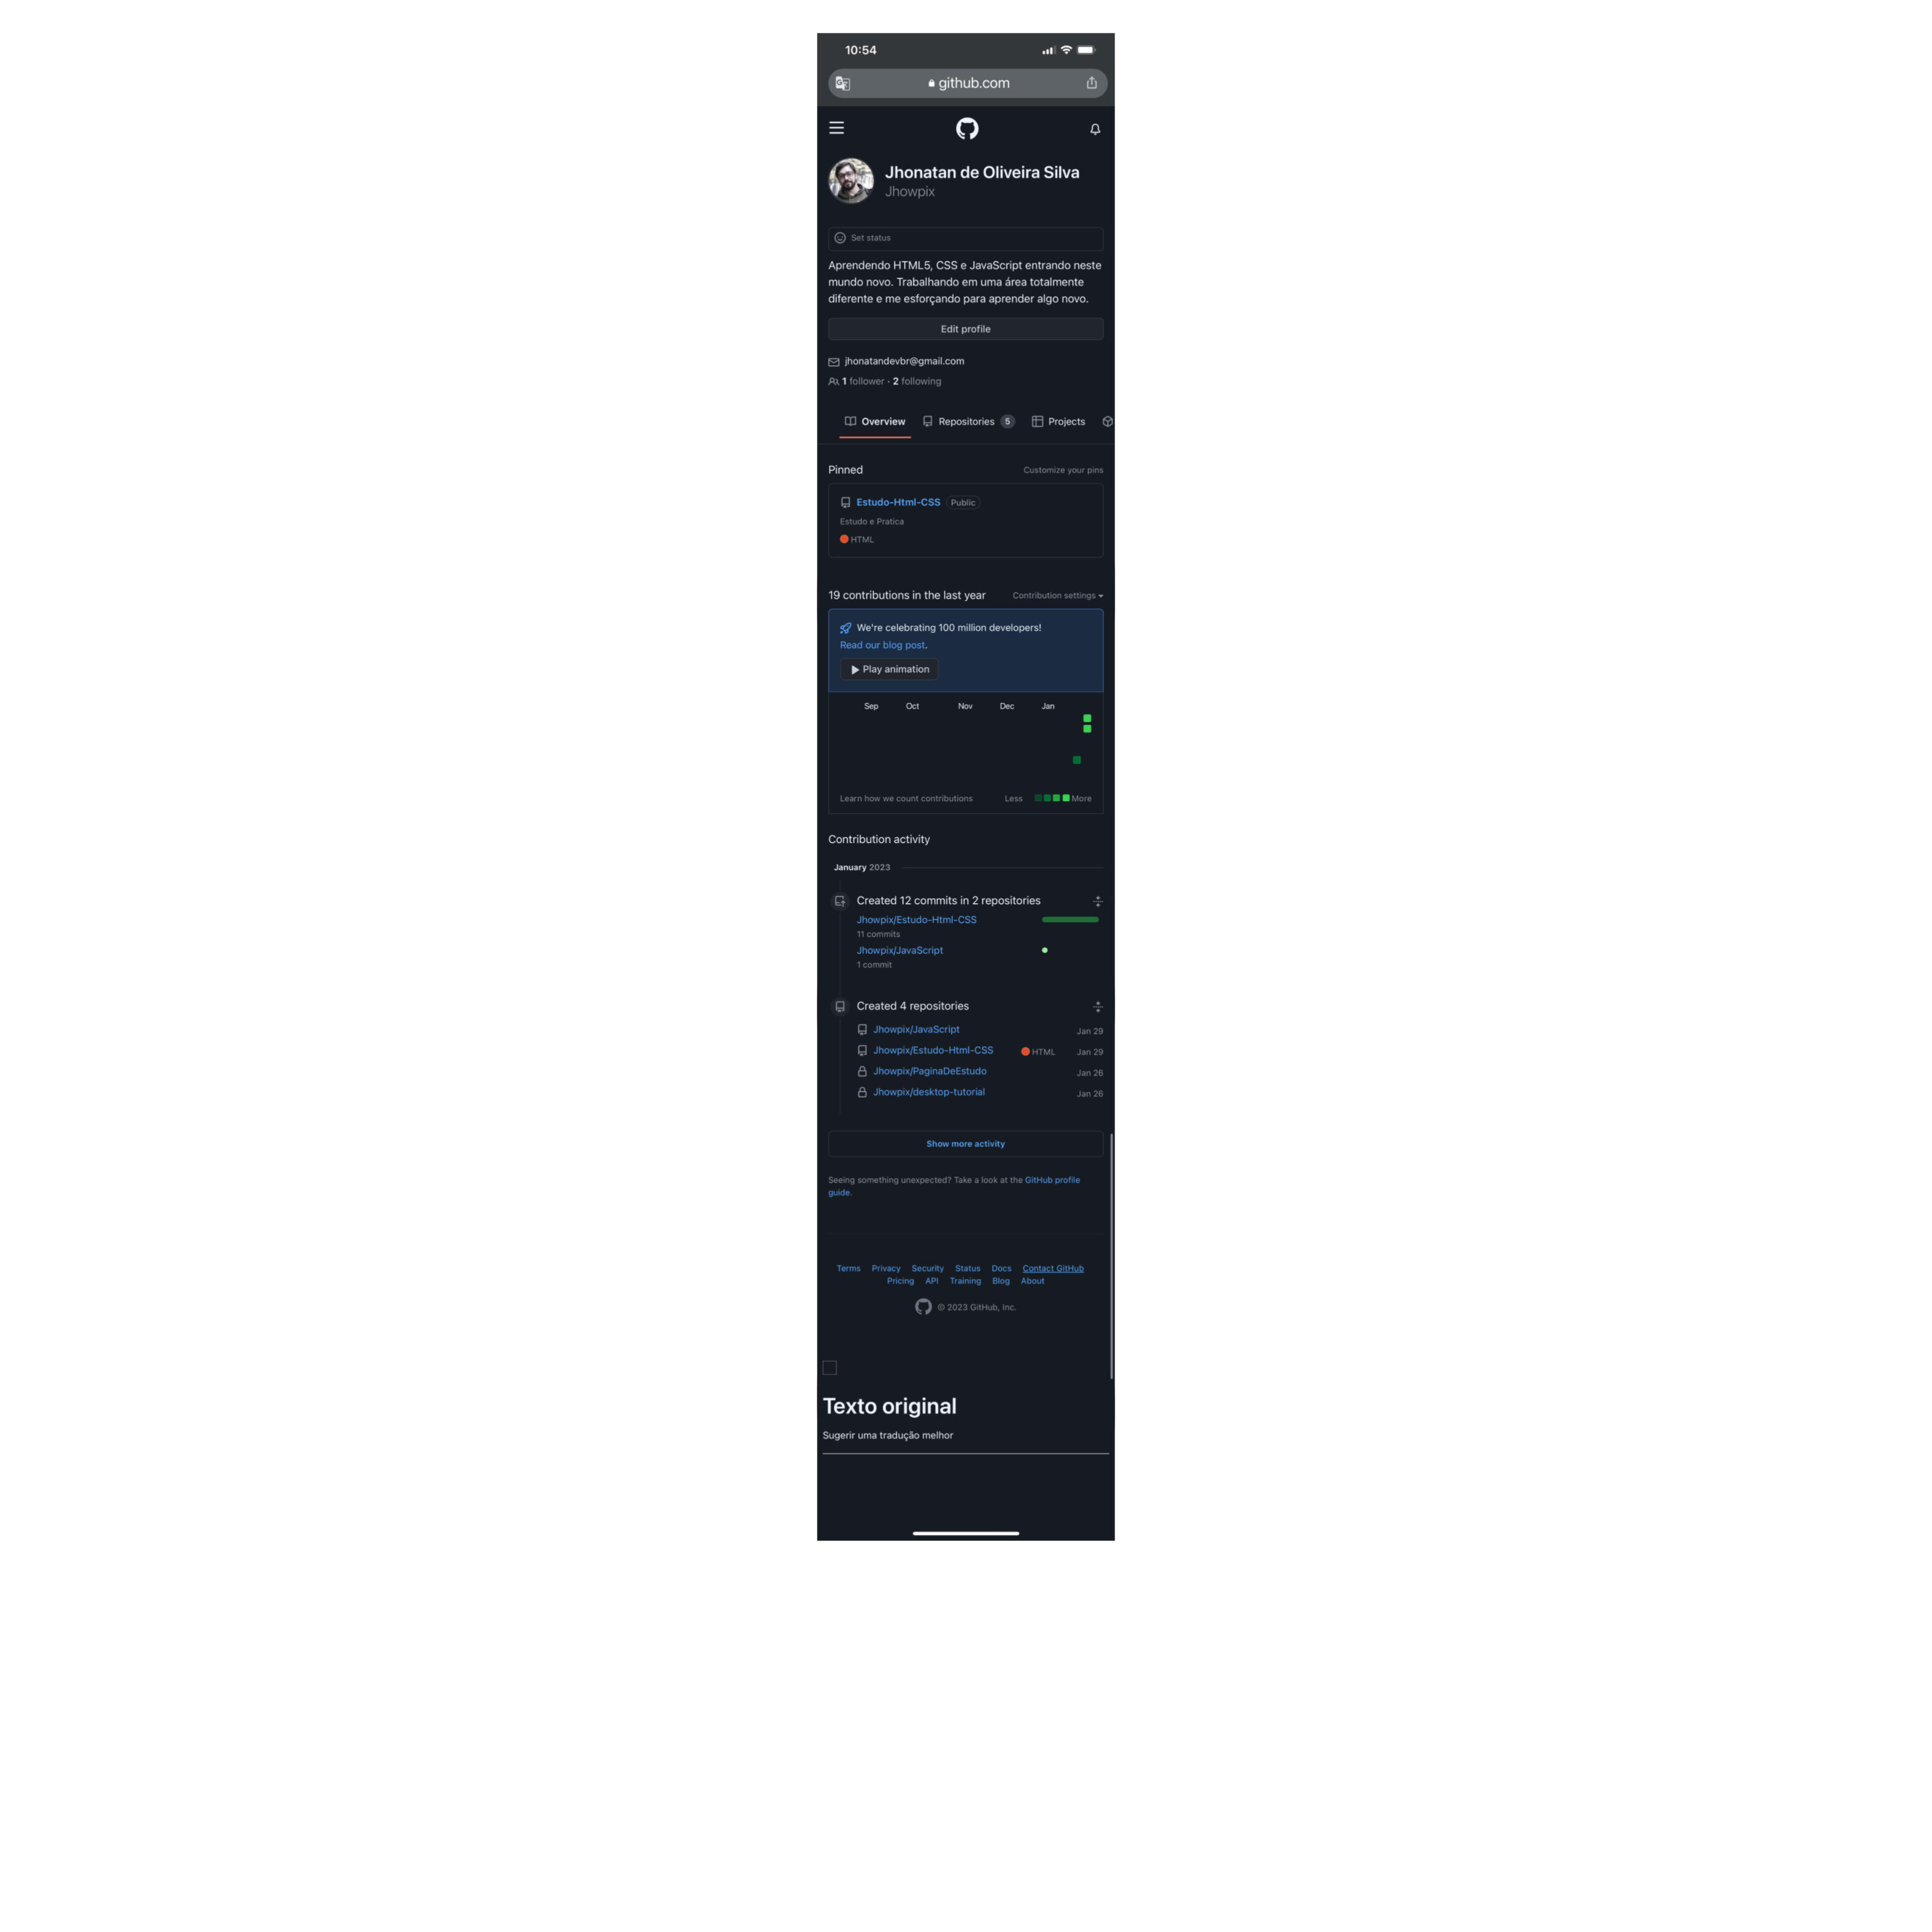 10:54
github.com
Jhonatan de Oliveira Silva
Jhowpix
Set status
Aprendendo HTML5, CSS e JavaScript entrando neste
mundo novo. Trabalhando em uma área totalmente
diferente e me esforçando para aprender algo novo.
Edit profile
jhonatandevbr@gmail.com
1 follower · 2 following
Overview Repositories 5 Projects
Pinned Customize your pins
Estudo-Html-CSS Public
Estudo e Pratica
HTML
19 contributions in the last year Contribution settings
We're celebrating 100 million developers!
Read our blog post.
Play animation
Sep Oct Nov Dec Jan
Learn how we count contributions Less More
Contribution activity
January 2023
Created 12 commits in 2 repositories
Jhowpix/Estudo-Html-CSS
11 commits
Jhowpix/JavaScript
1 commit
Created 4 repositories
Jhowpix/JavaScript Jan 29
Jhowpix/Estudo-Html-CSS HTML Jan 29
Jhowpix/PaginaDeEstudo Jan 26
Jhowpix/desktop-tutorial Jan 26
Show more activity
Seeing something unexpected? Take a look at the GitHub profile
guide.
Terms Privacy Security Status Docs Contact GitHub
Pricing API Training Blog About
© 2023 GitHub, Inc.
Texto original
Sugerir uma tradução melhor